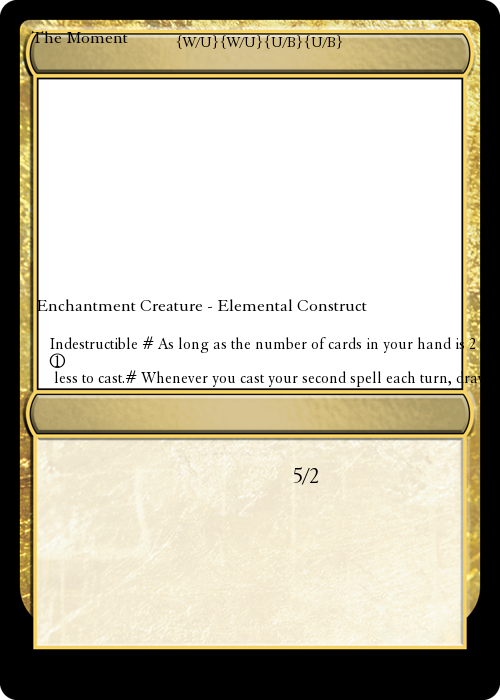 The Moment {W/U}{W/U}{U/B}{U/B}
Enchantment Creature - Elemental Construct
Indestructible # As long as the number of cards in your hand is 2
①
less to cast.# Whenever you cast your second spell each turn,
5/2